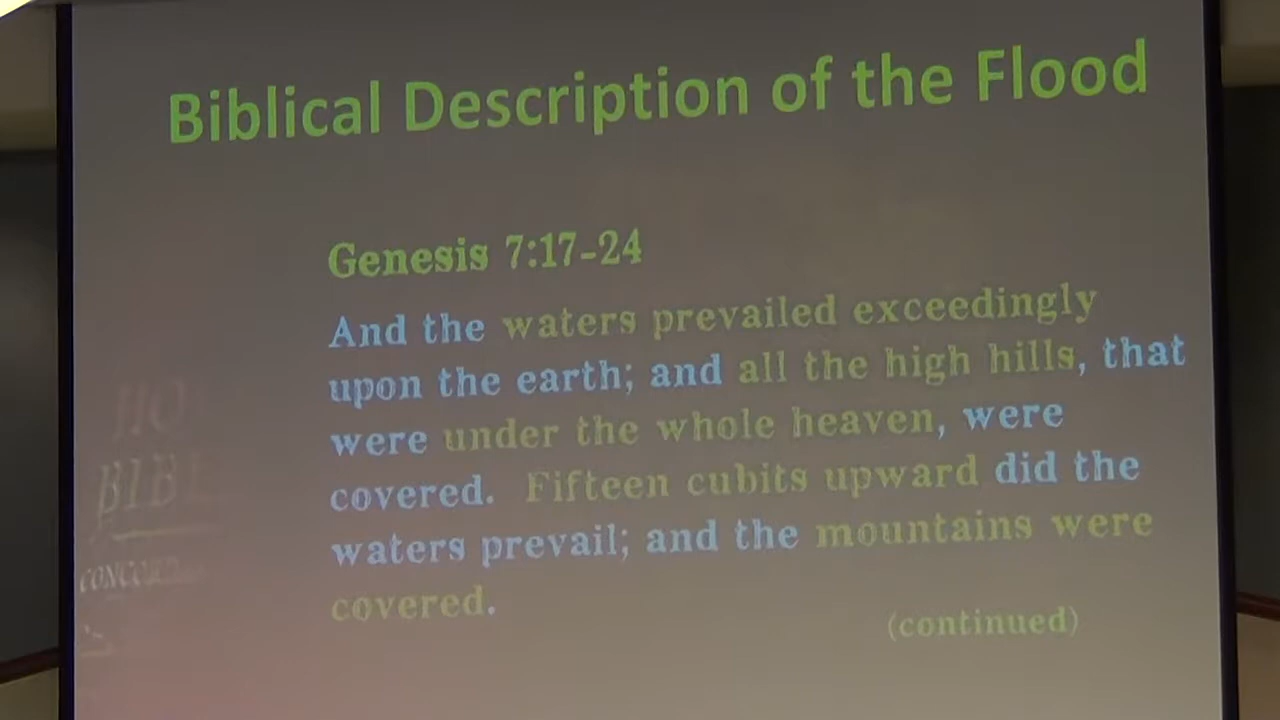 Biblical Description of the Flood
Genesis 7:17-24
And the waters prevailed exceedingly
upon the earth; and all the high hills, that
were under the whole heaven, were
covered. Fifteen cubits upward did the
waters prevail; and the mountains were
covered.
(continued)